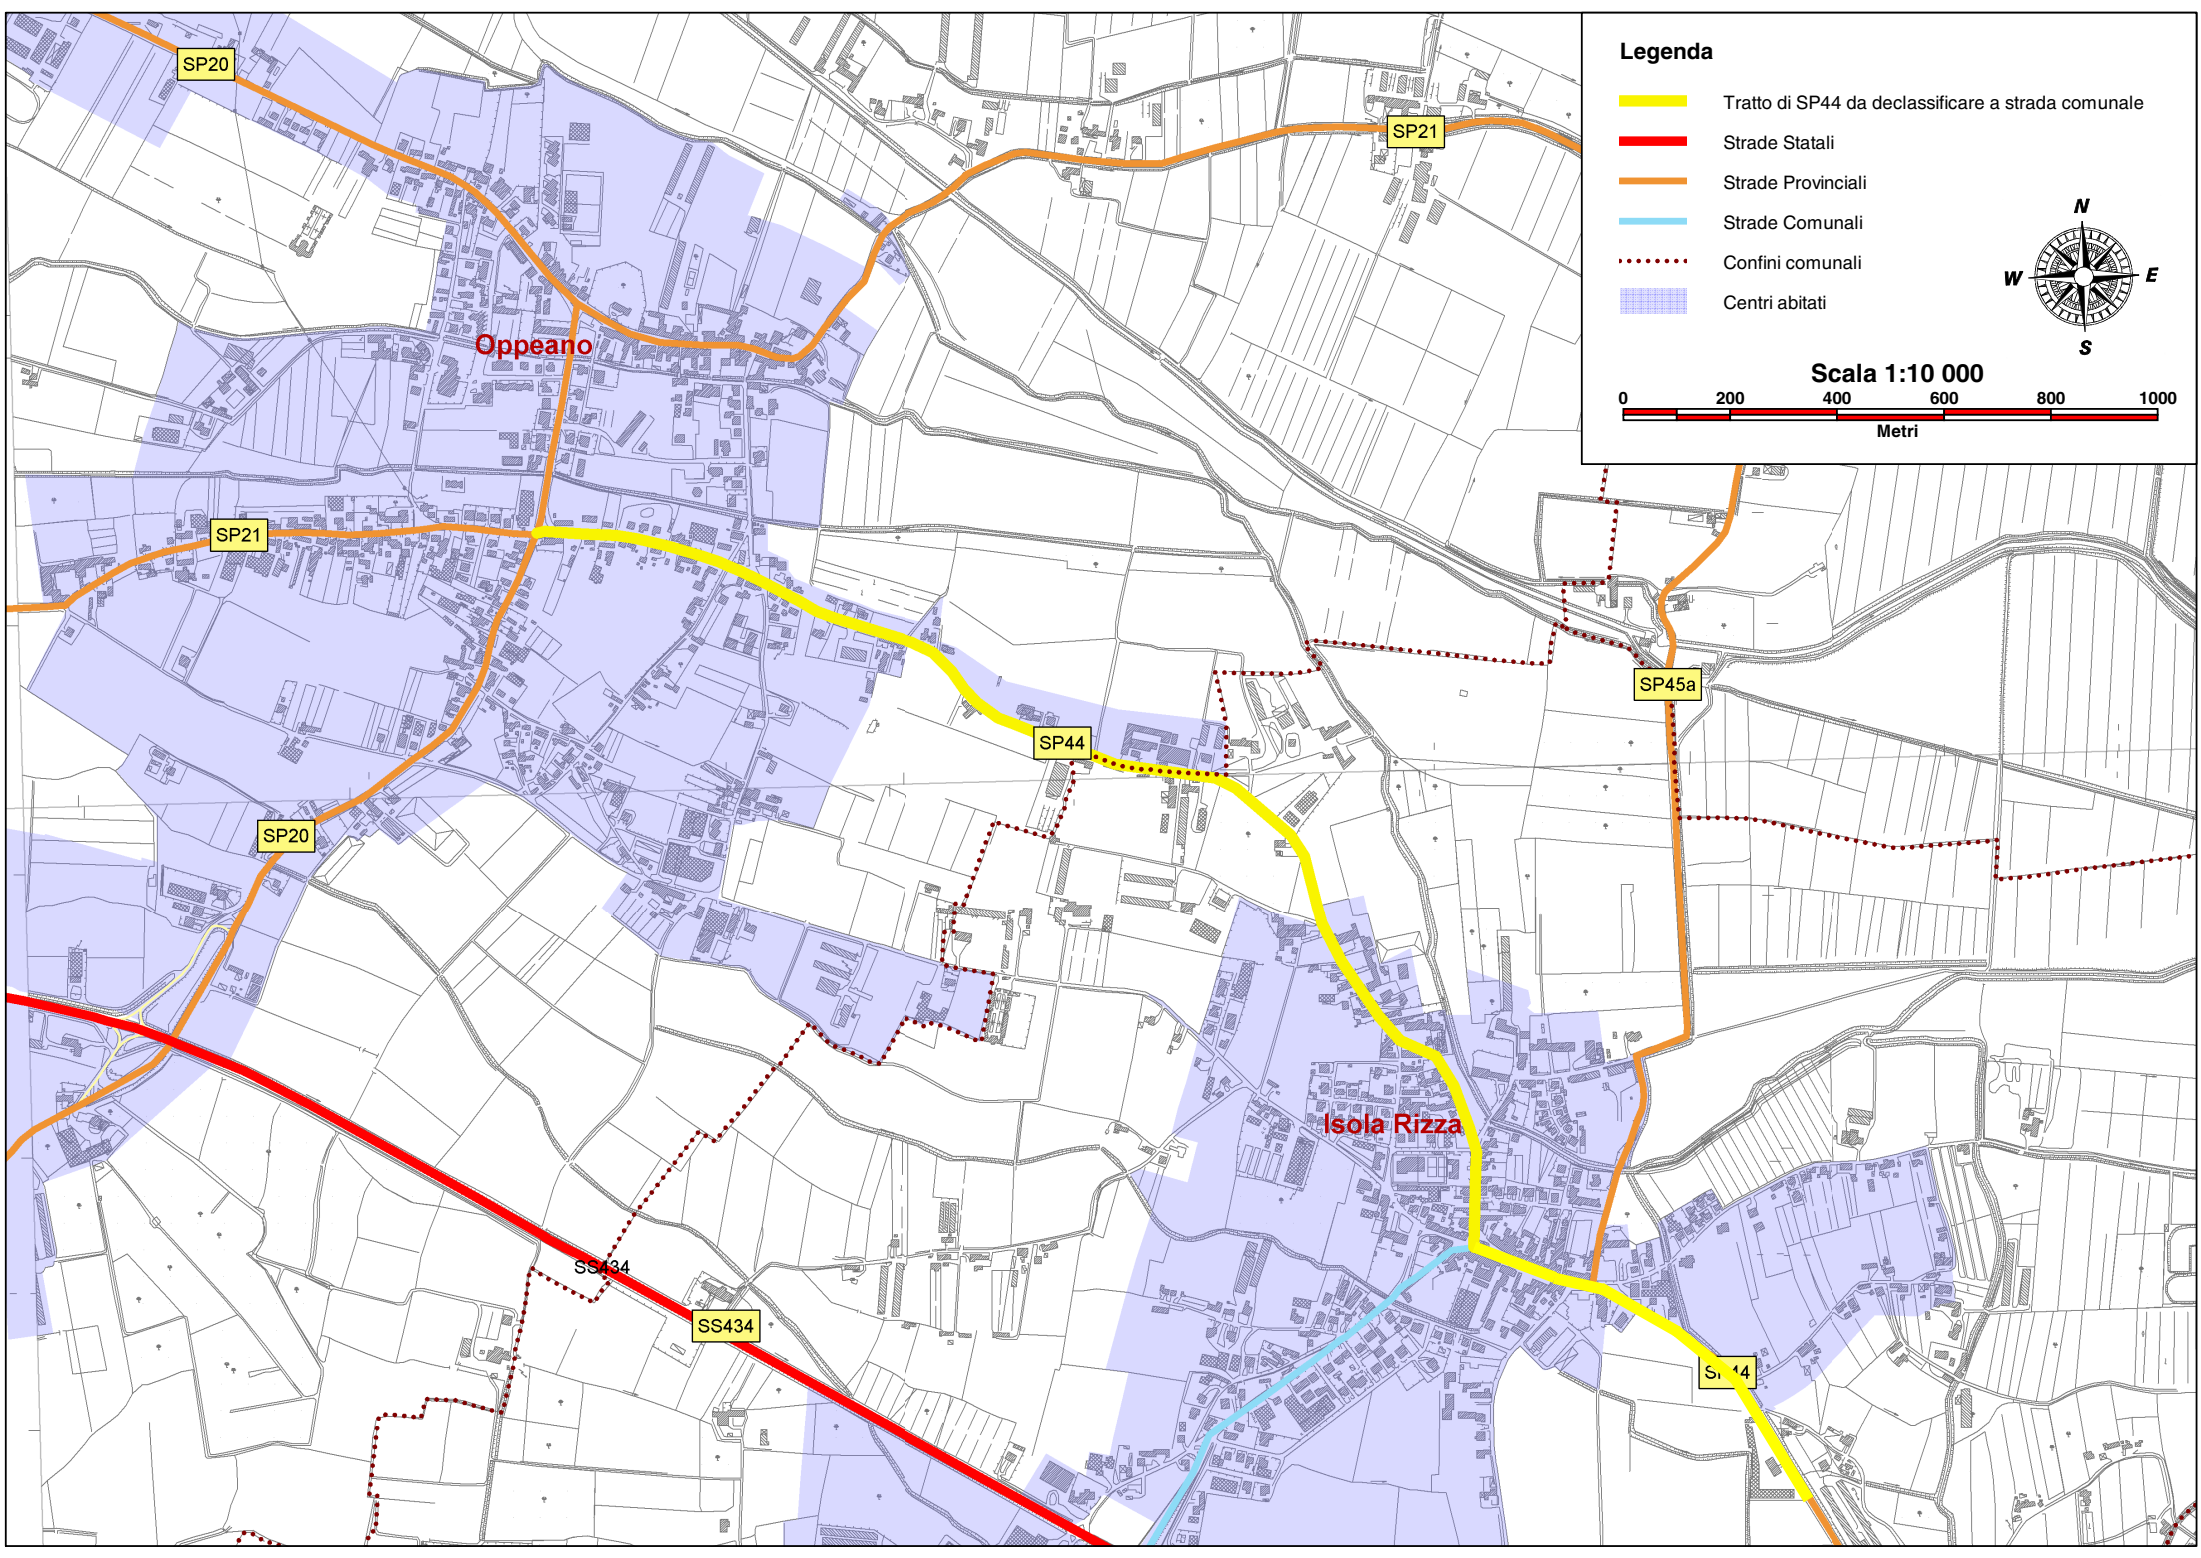 SP20
SP21
Legenda
Tratto di SP44 da declassificare a strada comunale
Strade Statali
Strade Provinciali
Strade Comunali
Confini comunali
Centri abitati
N
W
E
S
Scala 1:10 000
0 200 400 600 800 1000
Metri
Oppeano
SP21
SP45a
SP44
SP20
Isola Rizza
SS434
SS434